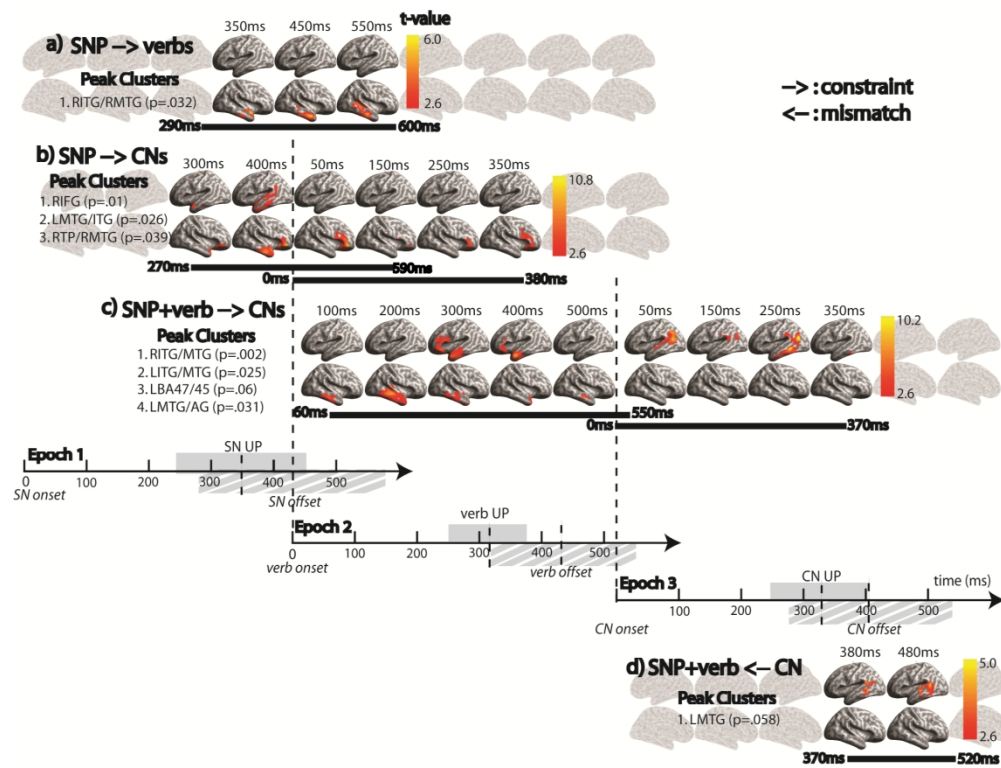 t-value
350ms 450ms 550ms
6.0
a) SNP –> verbs
Peak Clusters
1. RITG/RMTG (p=.032)
2.6
290ms 600ms
–> : constraint
<– : mismatch
b) SNP –> CNs
300ms 400ms 50ms 150ms 250ms 350ms
10.8
Peak Clusters
1. RIFG (p=.01)
2. LMTG/ITG (p=.026)
3. RTP/RMTG (p=.039)
2.6
270ms 590ms
0ms 380ms
c) SNP+verb –> CNs
100ms 200ms 300ms 400ms 500ms 50ms 150ms 250ms 350ms
10.2
Peak Clusters
1. RITG/MTG (p=.002)
2. LITG/MTG (p=.025)
3. LBA47/45 (p=.06)
4. LMTG/AG (p=.031)
2.6
60ms 550ms
0ms 370ms
SN UP
Epoch 1
0 100 200 300 400 500
SN onset SN offset
verb UP
Epoch 2
0 100 200 300 400 500
verb onset verb offset
CN UP
Epoch 3 time (ms)
100 200 300 400 500
CN onset CN offset
d) SNP+verb <– CN
380ms 480ms
5.0
Peak Clusters
1. LMTG (p=.058)
2.6
370ms 520ms